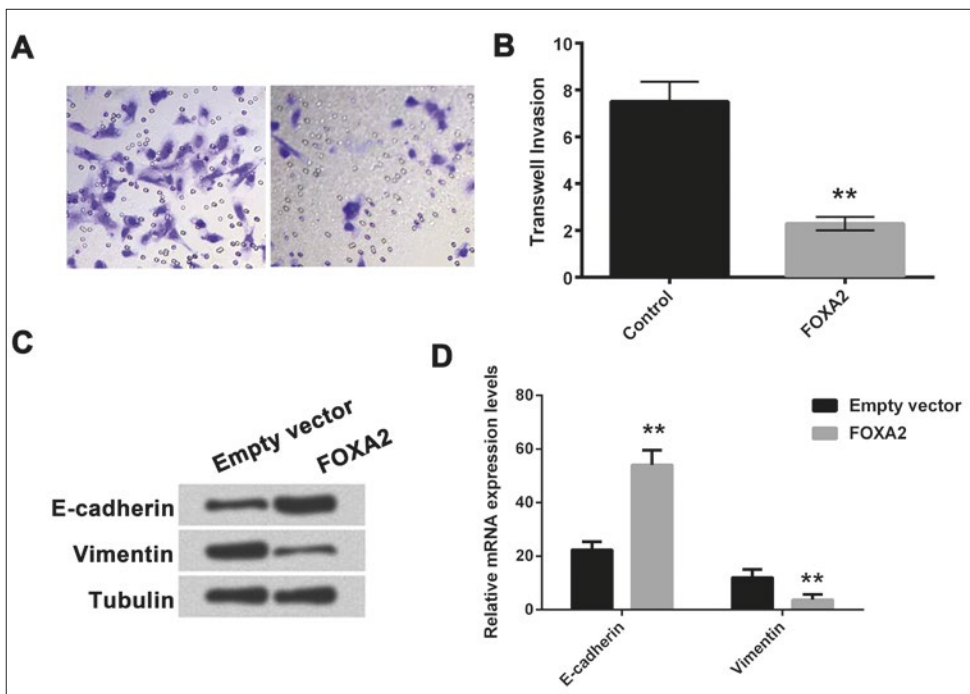 A
B
10
8
6
4
2
0
Transwell Invasion
**
Control
FOXA2
C
Empty vector
FOXA2
E-cadherin
Vimentin
Tubulin
D
80
60
40
20
0
Relative mRNA expression levels
**
**
Empty vector
FOXA2
E-cadherin
Vimentin